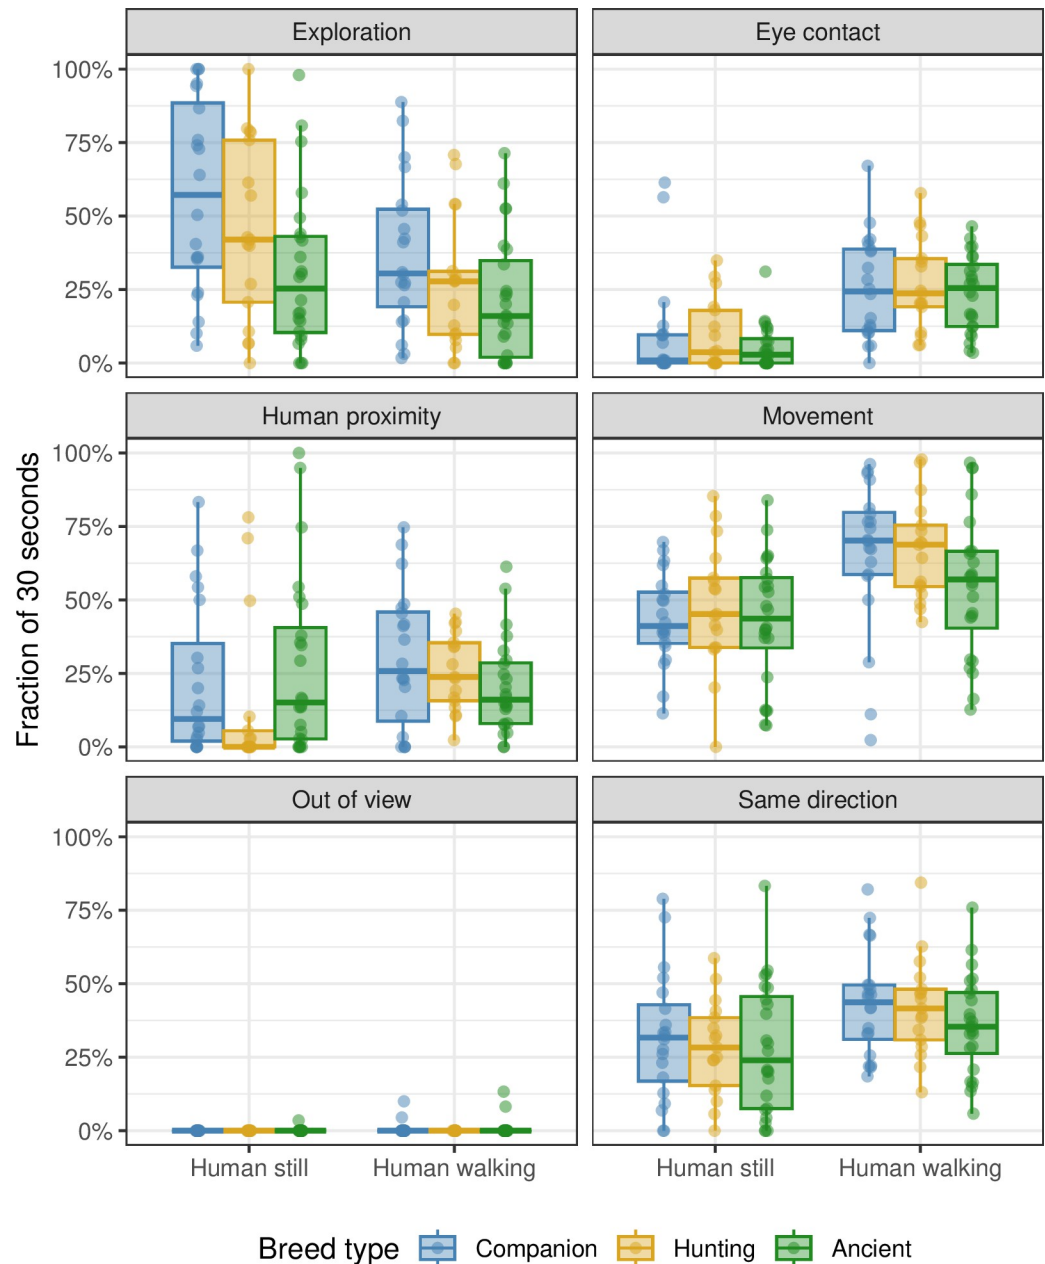 Exploration
Eye contact
100%
75%
50%
25%
0%
Human proximity
Movement
100%
75%
50%
25%
0%
Fraction of 30 seconds
Out of view
Same direction
100%
75%
50%
25%
0%
Human still
Human walking
Human still
Human walking
Breed type Companion Hunting Ancient